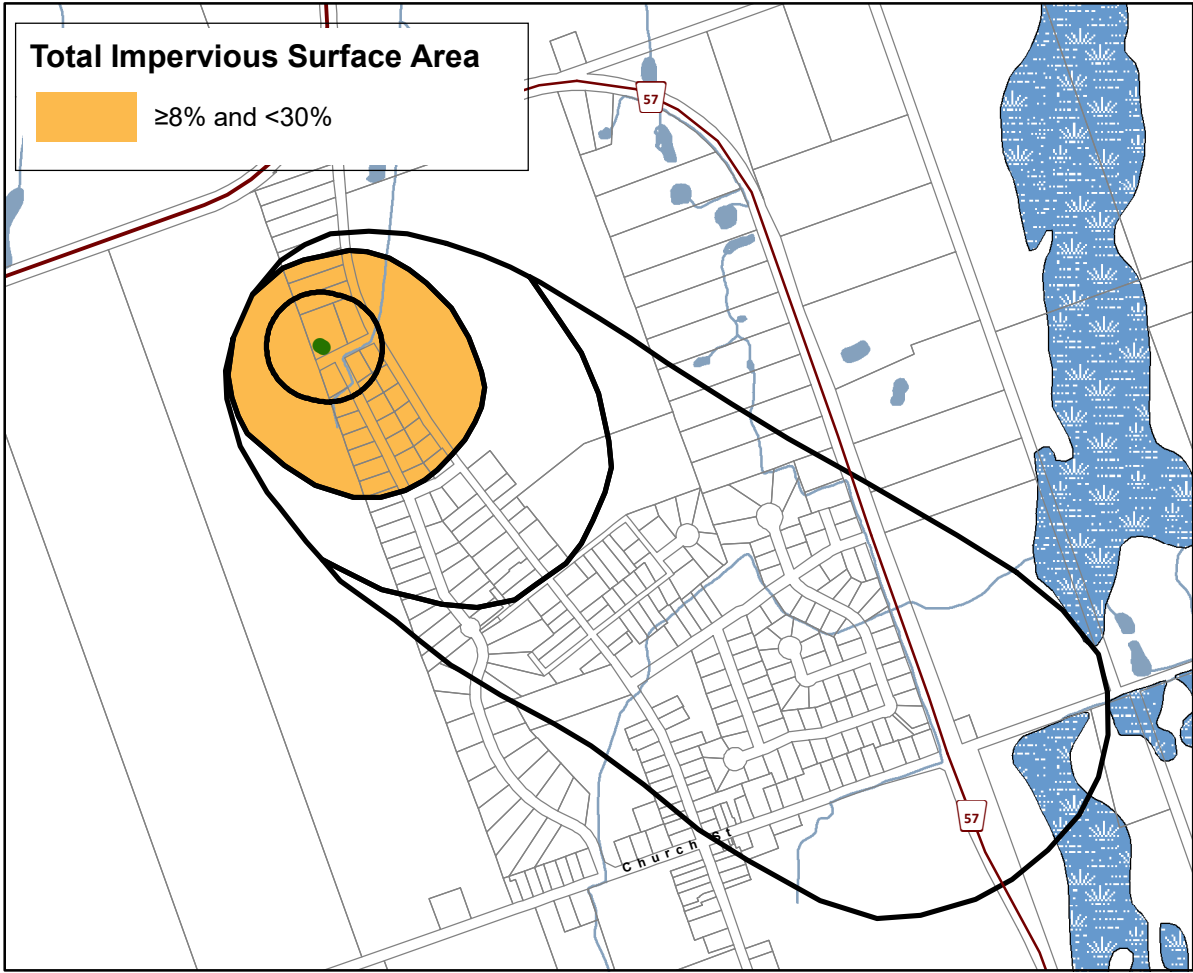 Total Impervious Surface Area
≥8% and <30%
57
57
Church St